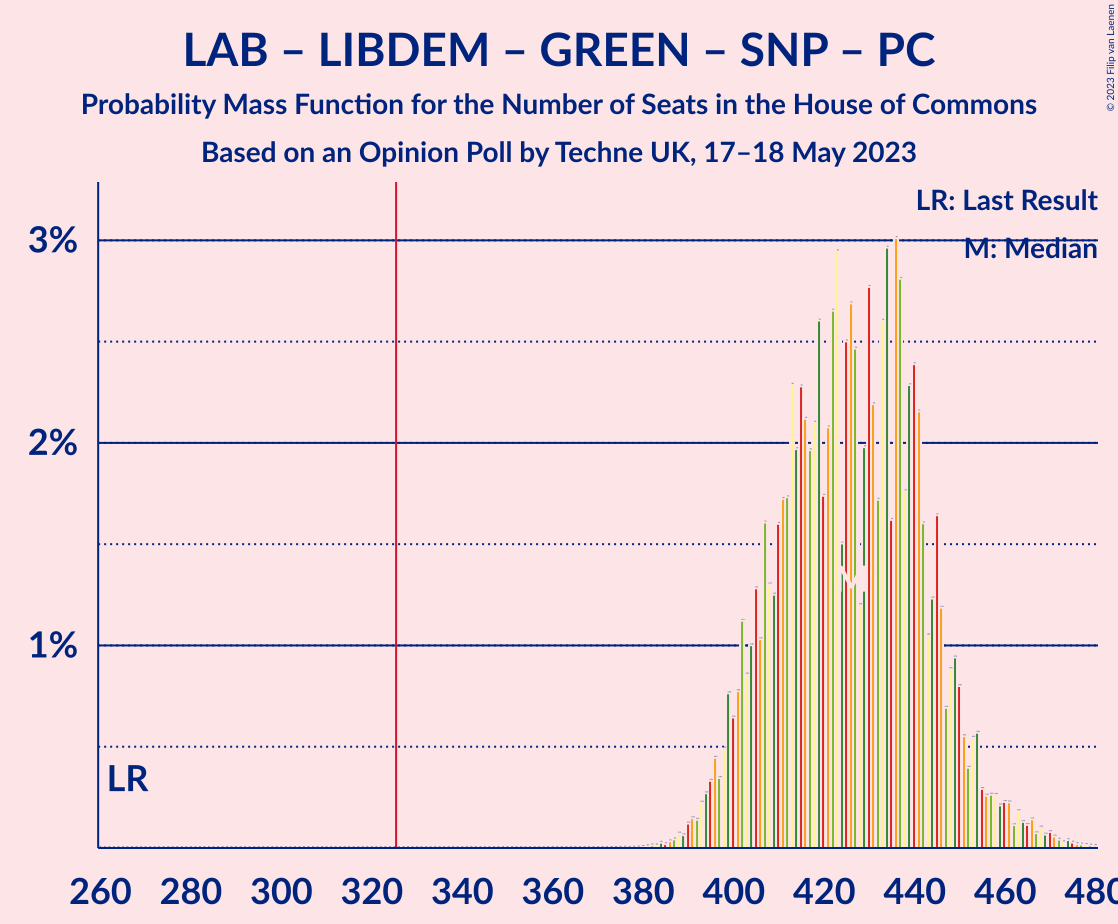 LAB – LIBDEM – GREEN – SNP – PC
Probability Mass Function for the Number of Seats in the House of Commons
Based on an Opinion Poll by Techne UK, 17–18 May 2023
© 2023 Filip van Laenen
LR: Last Result
M: Median
3%
2%
1%
LR
260 280 300 320 340 360 380 400 420 440 460 480